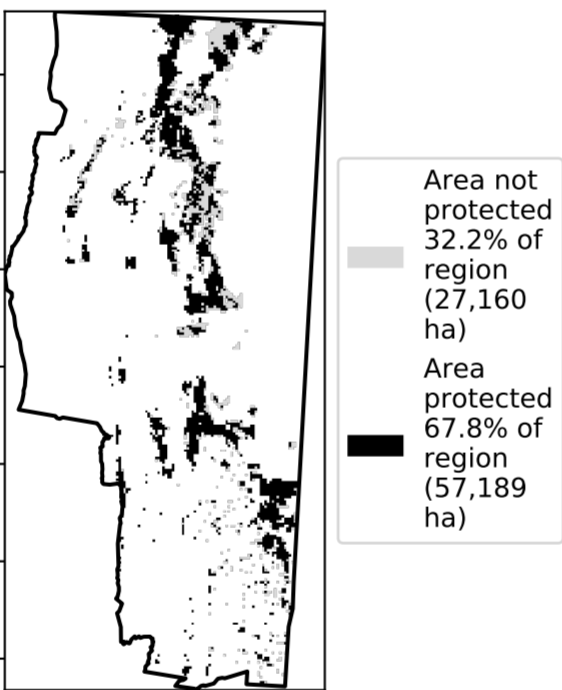 Area not
protected
32.2% of
region
(27,160
ha)
Area
protected
67.8% of
region
(57,189
ha)